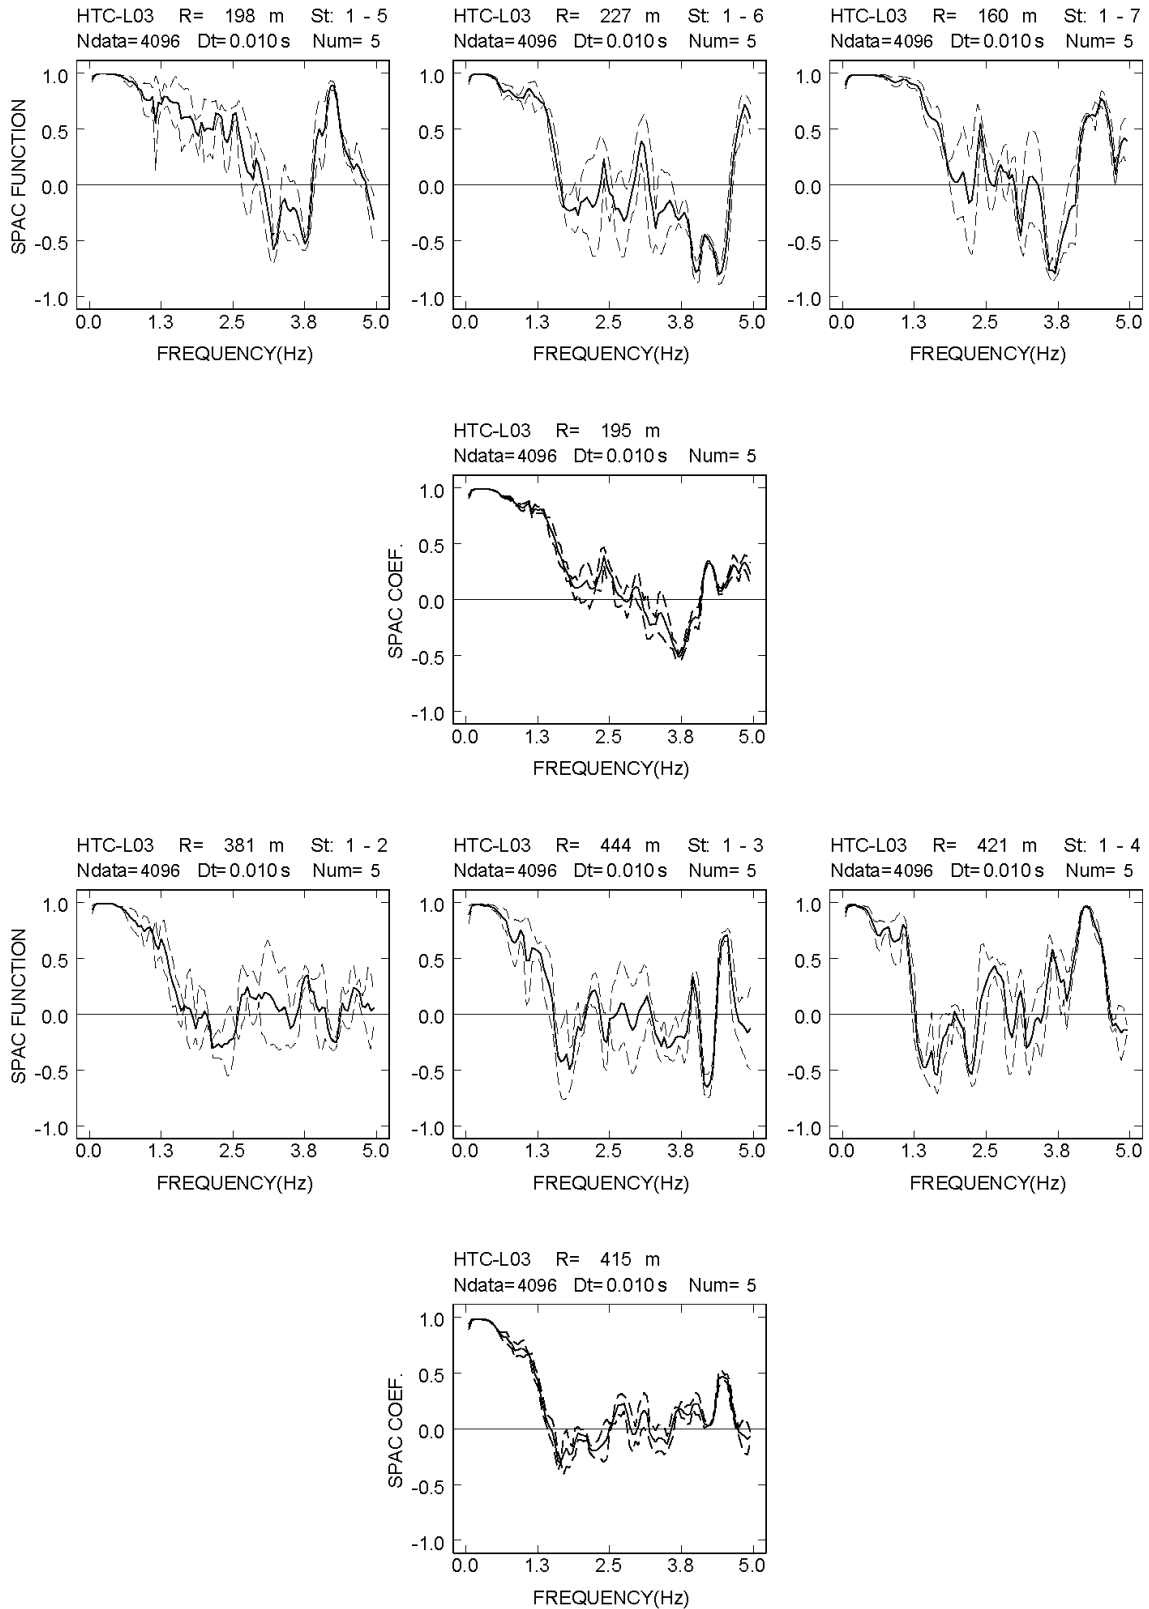 HTC-L03 R= 198 m St: 1 - 5
Ndata=4096 Dt=0.010 s Num= 5
SPAC FUNCTION
1.0
0.5
0.0
-0.5
-1.0
0.0 1.3 2.5 3.8 5.0
FREQUENCY(Hz)
HTC-L03 R= 227 m St: 1 - 6
Ndata=4096 Dt=0.010 s Num= 5
1.0
0.5
0.0
-0.5
-1.0
0.0 1.3 2.5 3.8 5.0
FREQUENCY(Hz)
HTC-L03 R= 160 m St: 1 - 7
Ndata=4096 Dt=0.010 s Num= 5
1.0
0.5
0.0
-0.5
-1.0
0.0 1.3 2.5 3.8 5.0
FREQUENCY(Hz)
HTC-L03 R= 195 m
Ndata=4096 Dt=0.010 s Num= 5
SPAC COEF.
1.0
0.5
0.0
-0.5
-1.0
0.0 1.3 2.5 3.8 5.0
FREQUENCY(Hz)
HTC-L03 R= 381 m St: 1 - 2
Ndata=4096 Dt=0.010 s Num= 5
SPAC FUNCTION
1.0
0.5
0.0
-0.5
-1.0
0.0 1.3 2.5 3.8 5.0
FREQUENCY(Hz)
HTC-L03 R= 444 m St: 1 - 3
Ndata=4096 Dt=0.010 s Num= 5
1.0
0.5
0.0
-0.5
-1.0
0.0 1.3 2.5 3.8 5.0
FREQUENCY(Hz)
HTC-L03 R= 421 m St: 1 - 4
Ndata=4096 Dt=0.010 s Num= 5
1.0
0.5
0.0
-0.5
-1.0
0.0 1.3 2.5 3.8 5.0
FREQUENCY(Hz)
HTC-L03 R= 415 m
Ndata=4096 Dt=0.010 s Num= 5
SPAC COEF.
1.0
0.5
0.0
-0.5
-1.0
0.0 1.3 2.5 3.8 5.0
FREQUENCY(Hz)